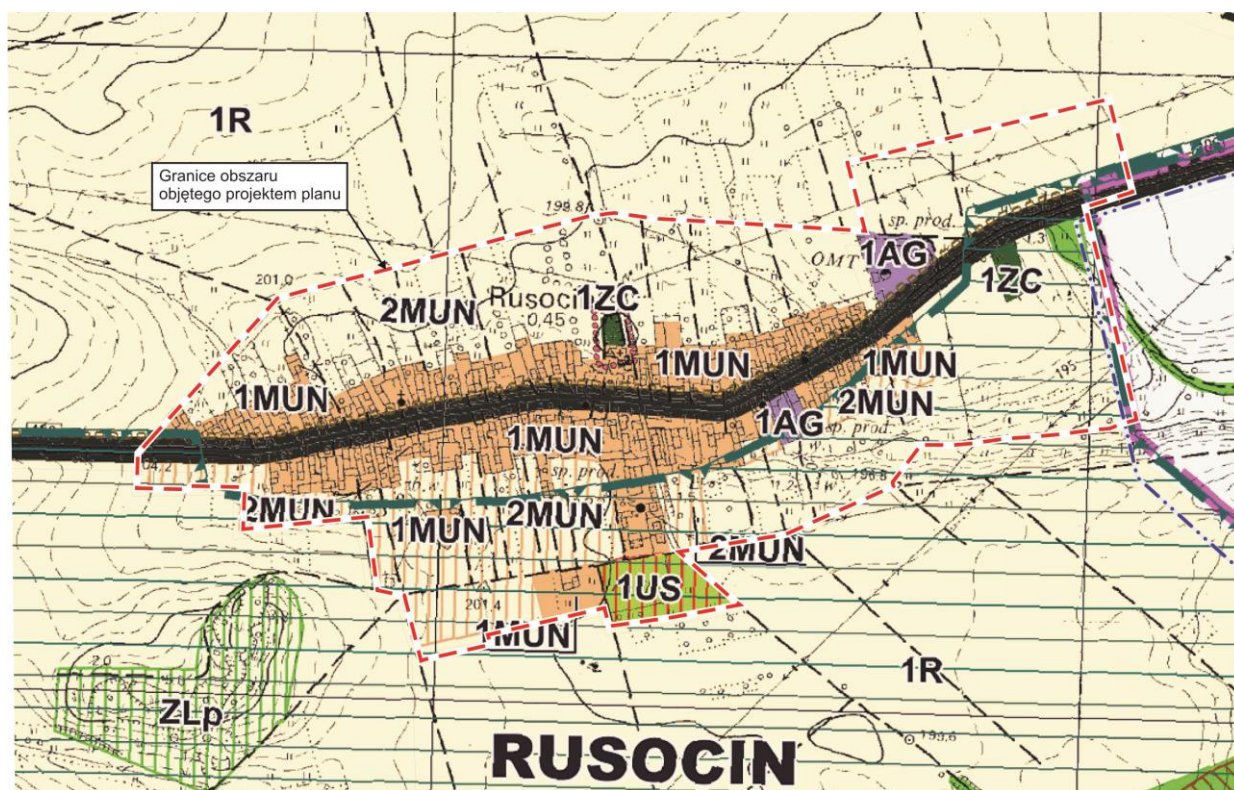 1R
Granice obszaru
objętego projektem planu
199.8
201.0
sp. prod.
1AG
OMT
1ZC
Rusoci
0,45
1ZC
2MUN
1MUN
1MUN
1MUN
2MUN
195
1AG
sp. prod.
1MUN
sp. prod
2MUN
1MUN
2MUN
2MUN
1US
201.4
1MUN
1R
ZLp
RUSOCIN